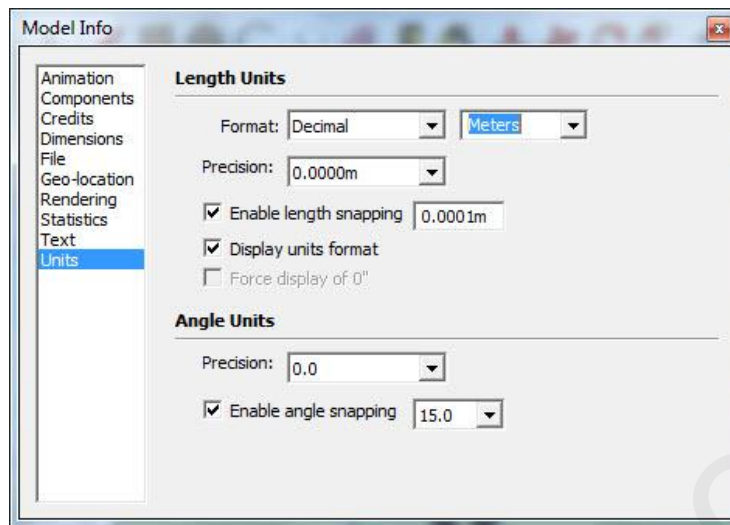 Model Info
x
Animation
Components
Credits
Dimensions
File
Geo-location
Rendering
Statistics
Text
Units
Length Units
Format: Decimal Meters
Precision: 0.0000m
Enable length snapping 0.0001m
Display units format
Force display of 0"
Angle Units
Precision: 0.0
Enable angle snapping 15.0